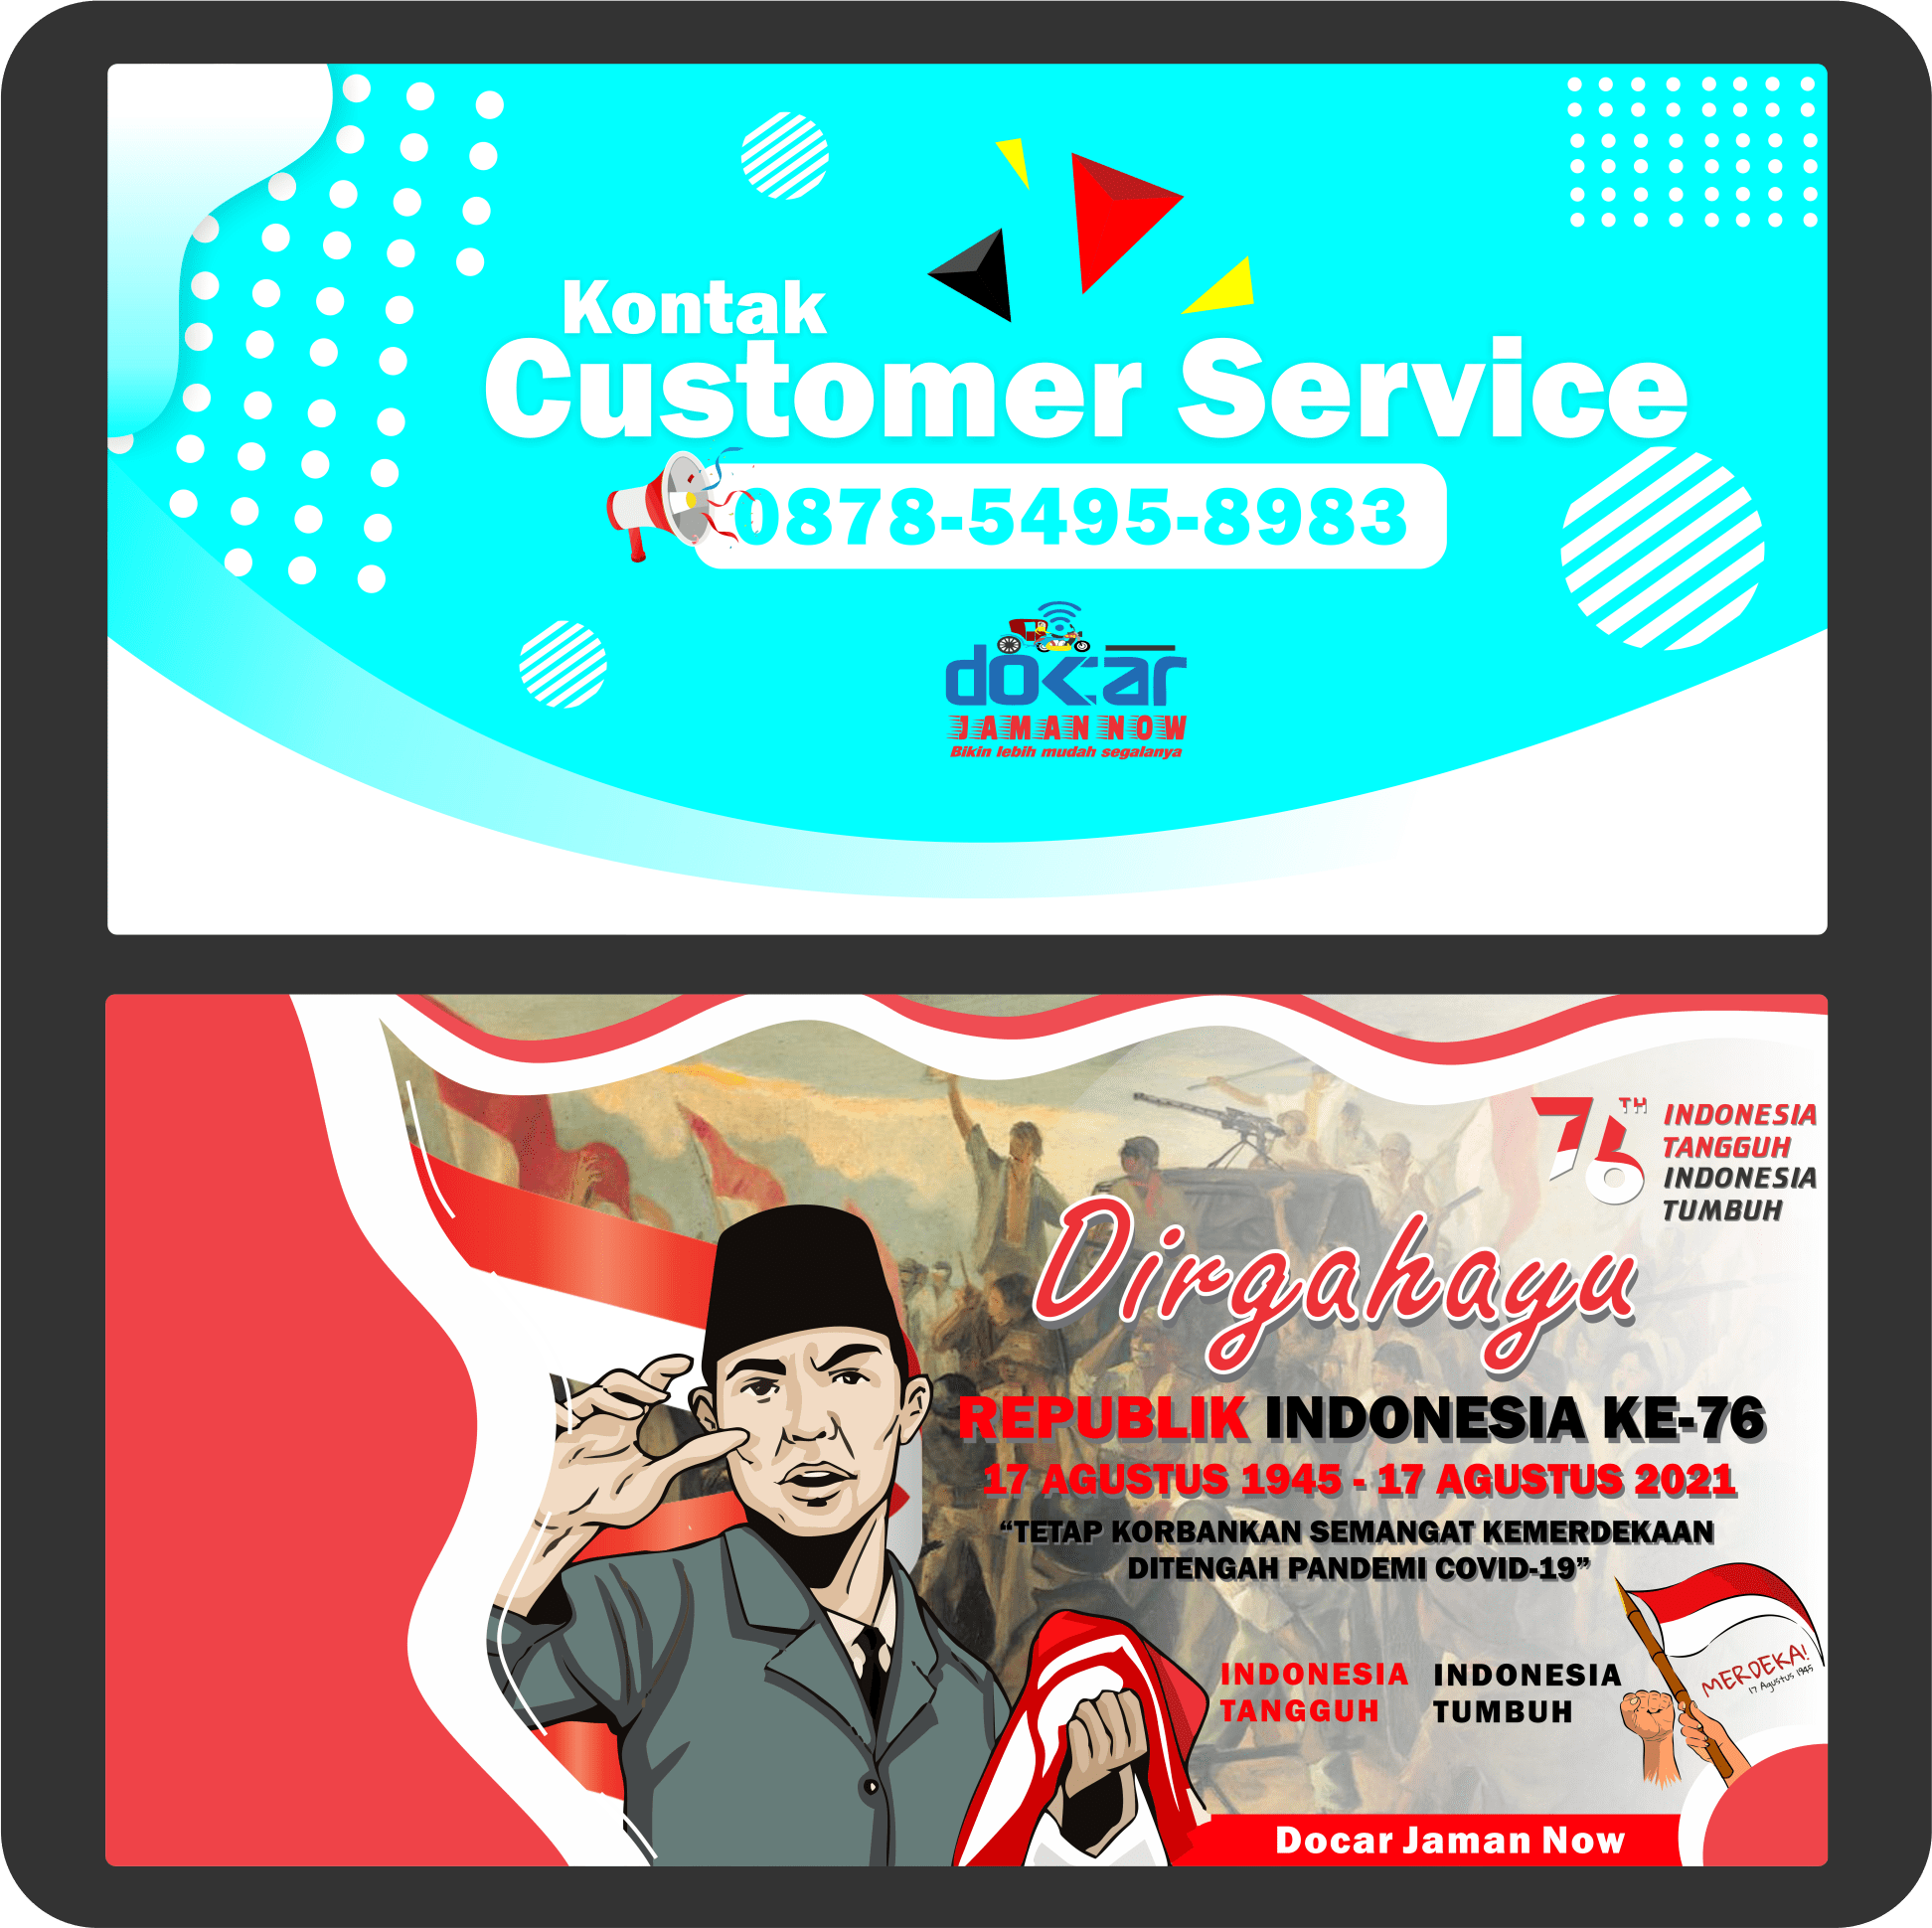 Kontak
Customer Service
0878-5495-8983
dokar
JAMAN NOW
Bikin lebih mudah segalanya
76TH
INDONESIA
TANGGUH
INDONESIA
TUMBUH
Dirgahayu
REPUBLIK INDONESIA KE-76
17 AGUSTUS 1945 - 17 AGUSTUS 2021
“TETAP KORBANKAN SEMANGAT KEMERDEKAAN
DITENGAH PANDEMI COVID-19”
INDONESIA
TANGGUH
INDONESIA
TUMBUH
MERDEKA!
17 Agustus 1945
Docar Jaman Now